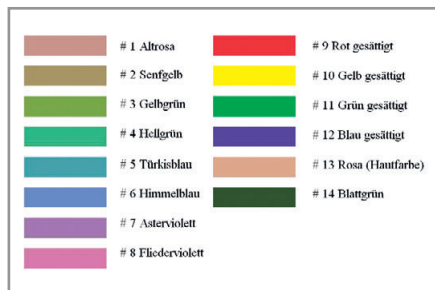 # 1 Altrosa
# 2 Senfgelb
# 3 Gelbgrün
# 4 Hellgrün
# 5 Türkisblau
# 6 Himmelblau
# 7 Asterviolett
# 8 Fliederviolett
# 9 Rot gesättigt
# 10 Gelb gesättigt
# 11 Grün gesättigt
# 12 Blau gesättigt
# 13 Rosa (Hautfarbe)
# 14 Blattgrün